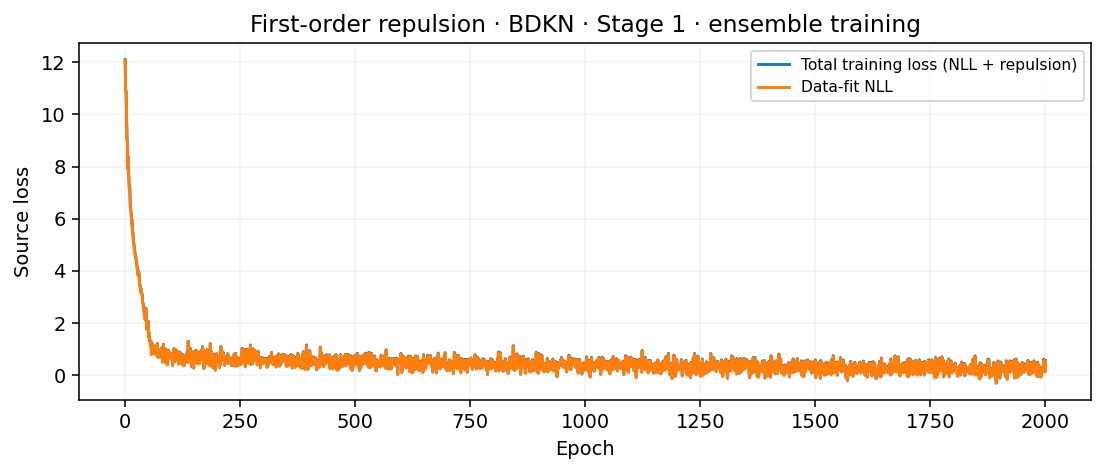 First-order repulsion · BDKN · Stage 1 · ensemble training
Total training loss (NLL + repulsion)
Data-fit NLL
Source loss
12
10
8
6
4
2
0
0 250 500 750 1000 1250 1500 1750 2000
Epoch